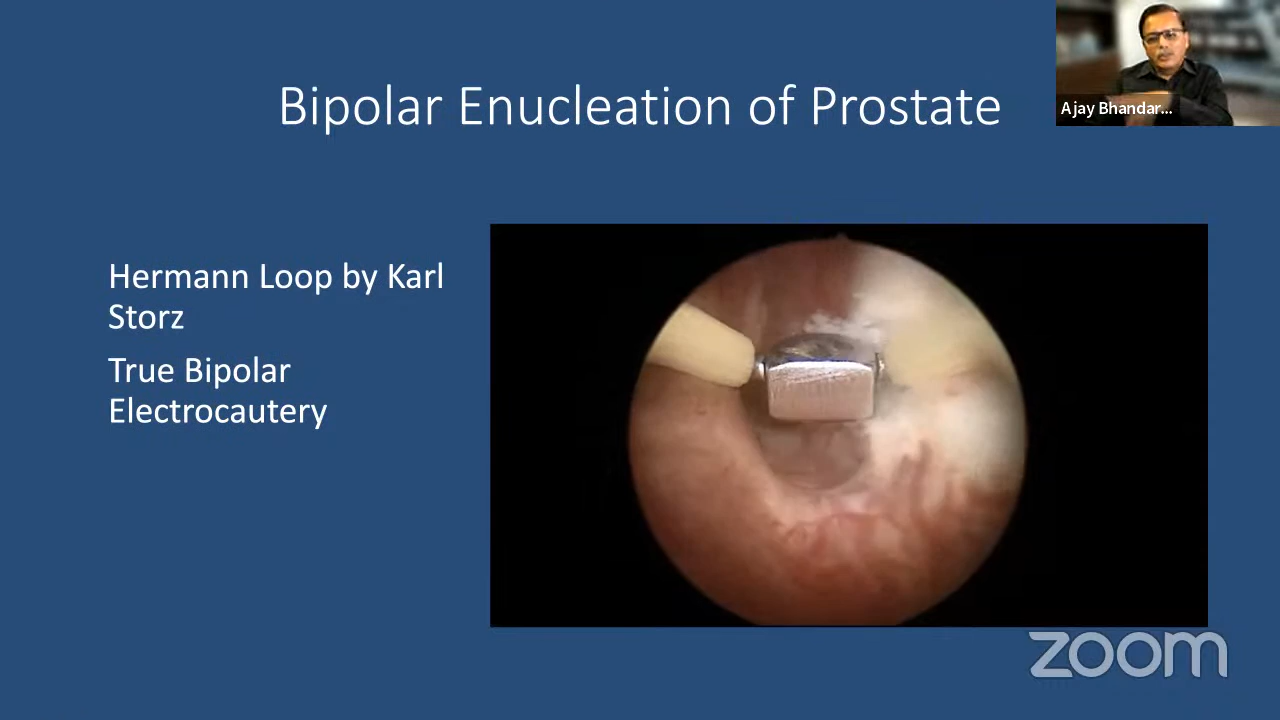 Bipolar Enucleation of Prostate
Ajay Bhandar...
Hermann Loop by Karl
Storz
True Bipolar
Electrocautery
zoom